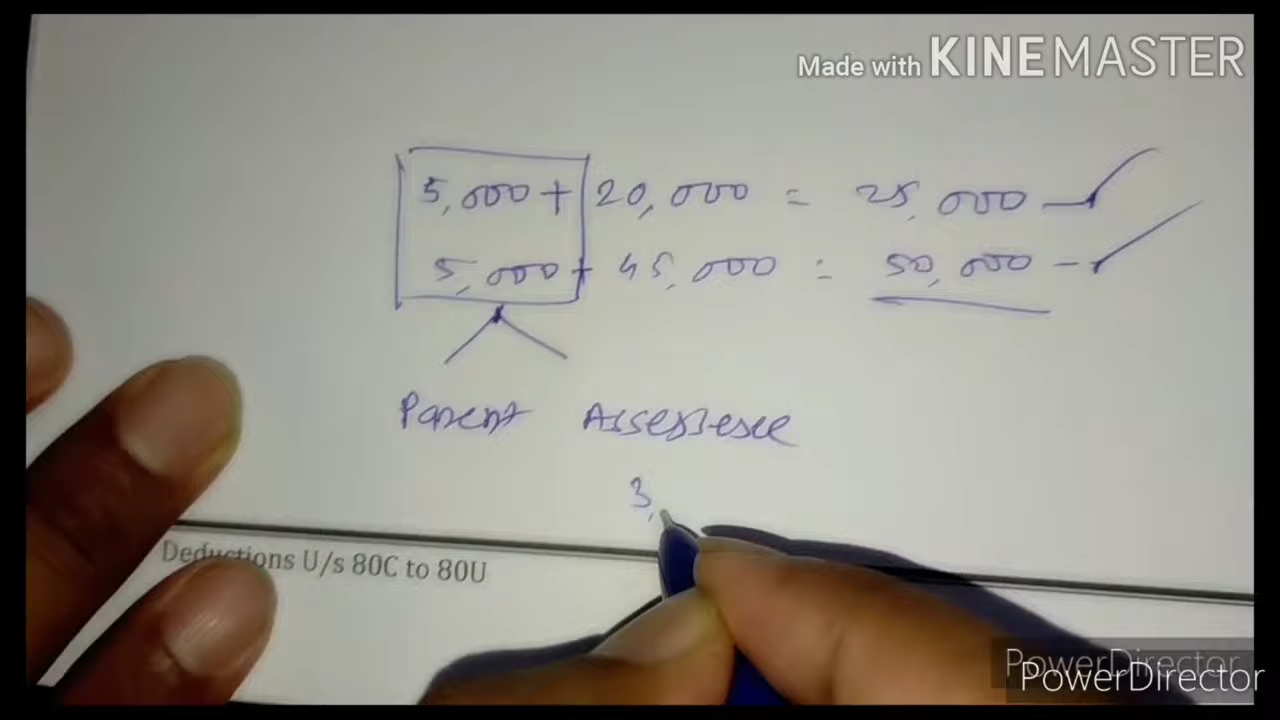 Made with KINEMASTER
5,000 + 20,000 = 25,000
5,000 + 45,000 = 50,000
Parent Assessee
3,
Deductions U/s 80C to 80U
PowerDirector
PowerDirector